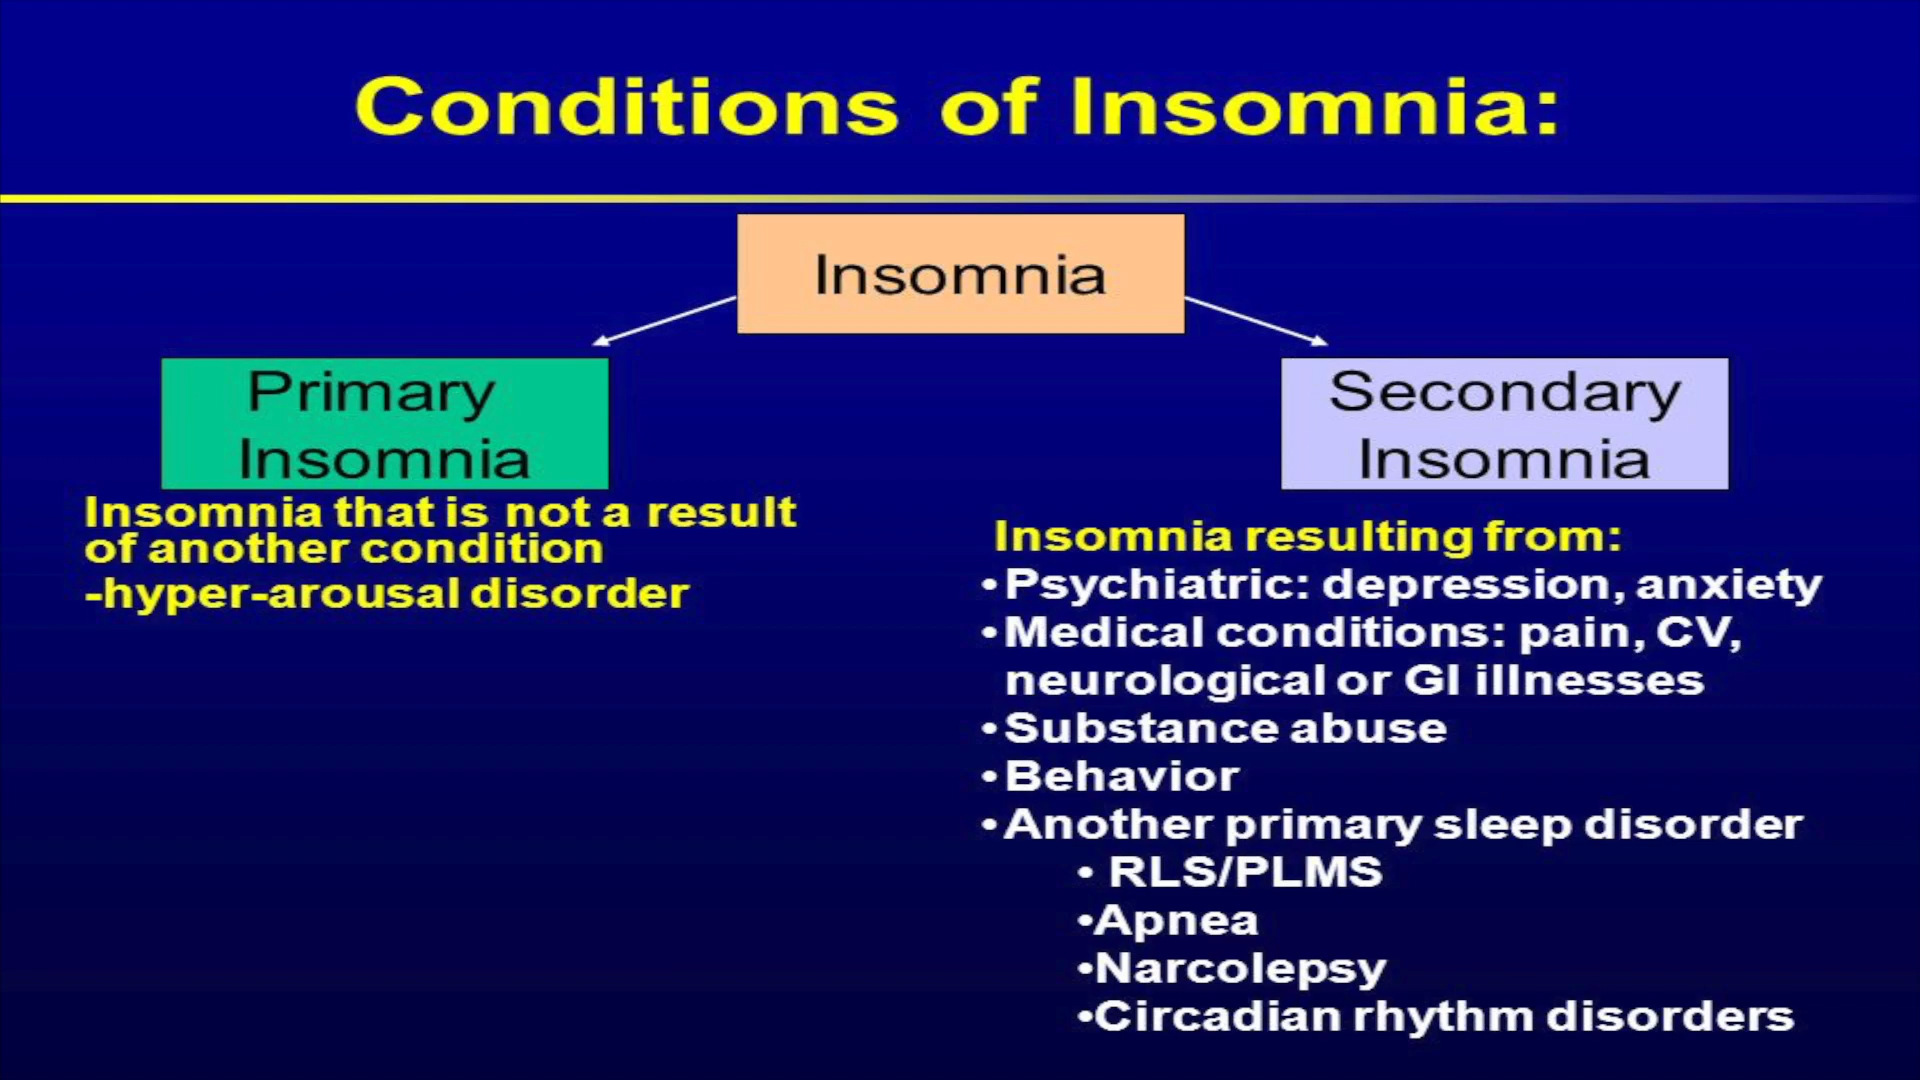 Conditions of Insomnia:
Insomnia
Primary
Insomnia
Insomnia that is not a result
of another condition
-hyper-arousal disorder
Secondary
Insomnia
Insomnia resulting from:
•Psychiatric: depression, anxiety
•Medical conditions: pain, CV,
neurological or GI illnesses
•Substance abuse
•Behavior
•Another primary sleep disorder
• RLS/PLMS
•Apnea
•Narcolepsy
•Circadian rhythm disorders